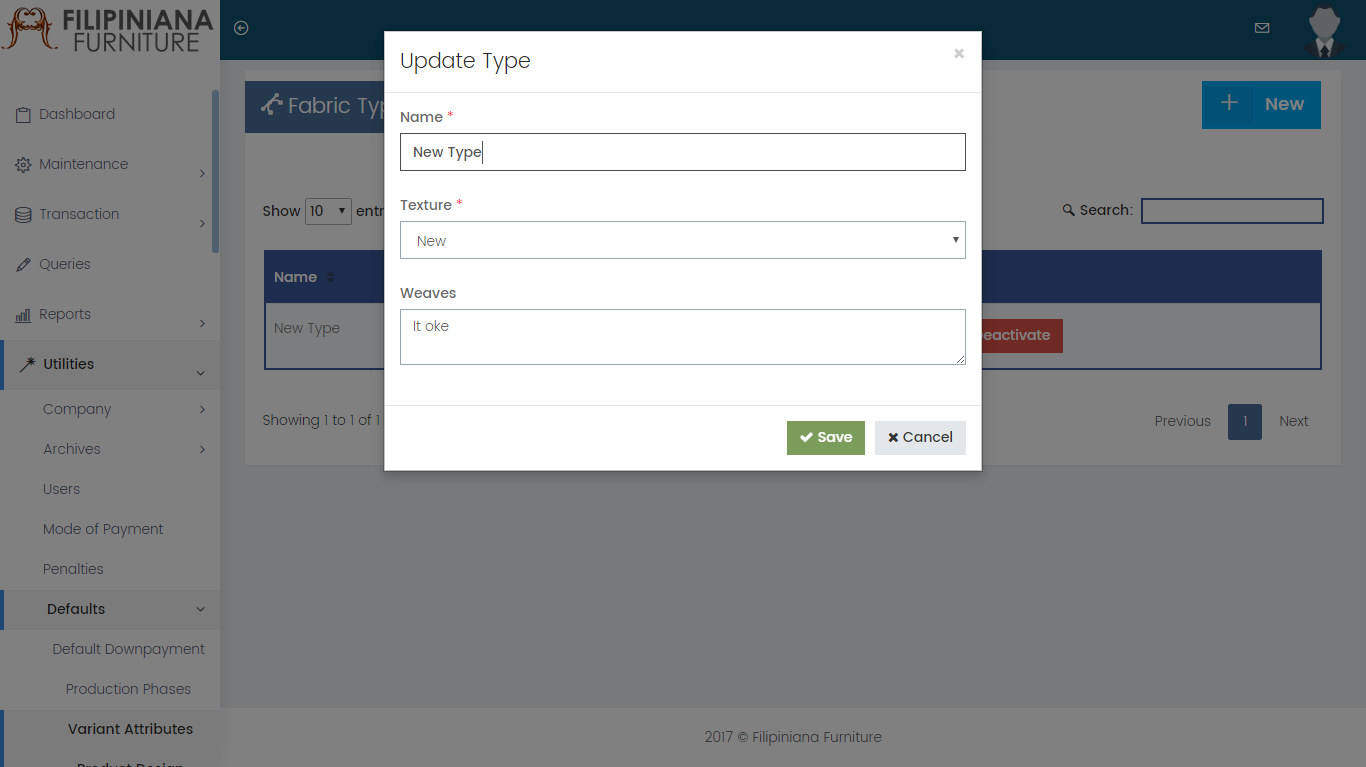 FILIPINIANA
FURNITURE
Dashboard
Maintenance
Transaction
Queries
Reports
Utilities
Company
Archives
Users
Mode of Payment
Penalties
Defaults
Default Downpayment
Production Phases
Variant Attributes
Product Design
Fabric Typ
New
Show 10 entr
Search:
Name
New Type
eactivate
Showing 1 to 1 of 1
Previous 1 Next
Update Type
×
Name *
New Type
Texture *
New
Weaves
It oke
Save
Cancel
2017 © Filipiniana Furniture